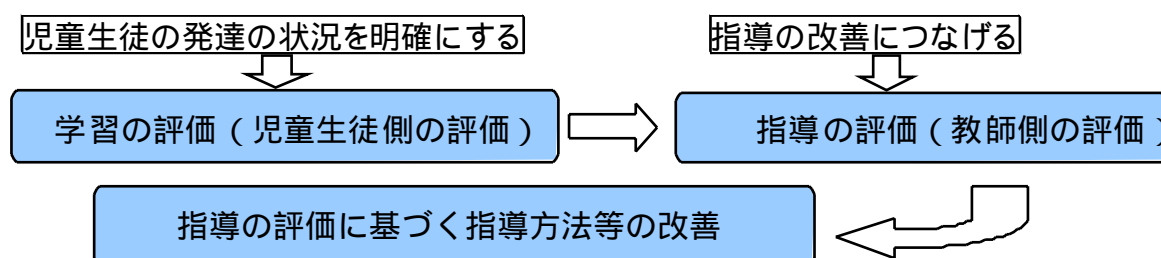 児童生徒の発達の状況を明確にする
指導の改善につなげる
学習の評価（児童生徒側の評価）
指導の評価（教師側の評価）
指導の評価に基づく指導方法等の改善